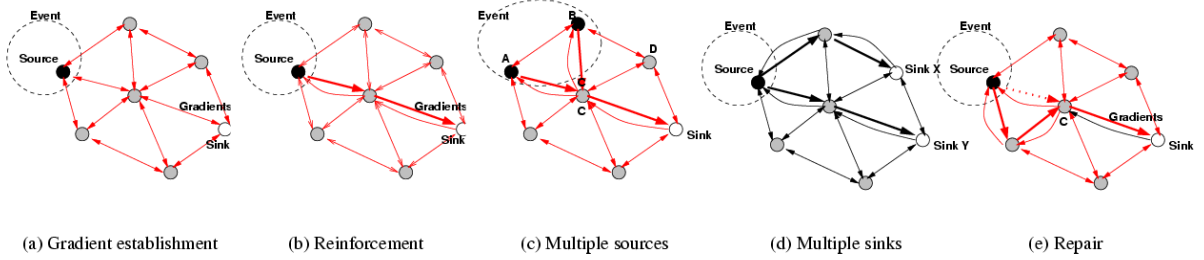 Event
Source
Gradients
Sink
(a) Gradient establishment
Event
Source
Gradients
Sink
(b) Reinforcement
Event
B
A
D
C
C
Sink
(c) Multiple sources
Event
Source
Sink X
Sink Y
(d) Multiple sinks
Event
Source
C
Gradients
Sink
(e) Repair